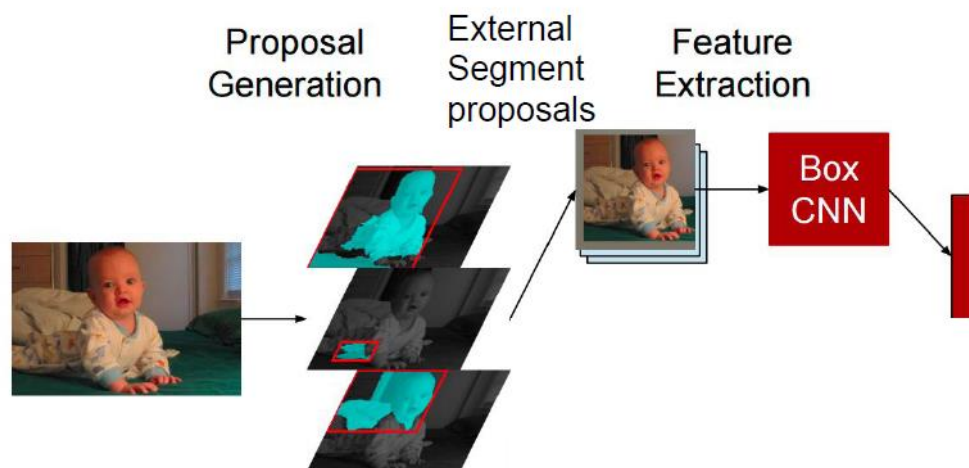 Proposal
Generation
External
Segment
proposals
Feature
Extraction
Box
CNN